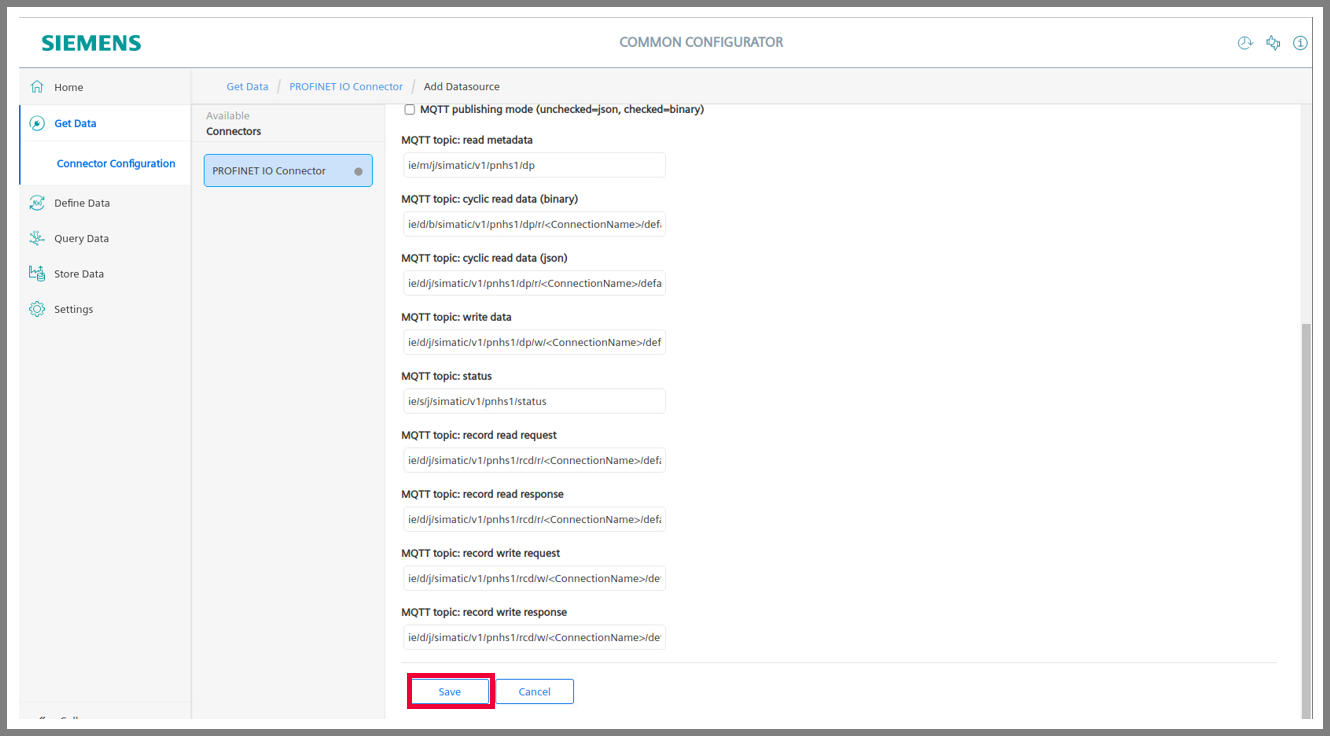 SIEMENS
COMMON CONFIGURATOR
Home
Get Data / PROFINET IO Connector / Add Datasource
Get Data
Connector Configuration
Define Data
Query Data
Store Data
Settings
Available
Connectors
PROFINET IO Connector
MQTT publishing mode (unchecked=json, checked=binary)
MQTT topic: read metadata
ie/m/j/simatic/v1/pnhs1/dp
MQTT topic: cyclic read data (binary)
ie/d/b/simatic/v1/pnhs1/dp/r/<ConnectionName>/defa
MQTT topic: cyclic read data (json)
ie/d/j/simatic/v1/pnhs1/dp/r/<ConnectionName>/defa
MQTT topic: write data
ie/d/j/simatic/v1/pnhs1/dp/w/<ConnectionName>/def
MQTT topic: status
ie/s/j/simatic/v1/pnhs1/status
MQTT topic: record read request
ie/d/j/simatic/v1/pnhs1/rcd/r/<ConnectionName>/defa
MQTT topic: record read response
ie/d/j/simatic/v1/pnhs1/rcd/r/<ConnectionName>/defa
MQTT topic: record write request
ie/d/j/simatic/v1/pnhs1/rcd/w/<ConnectionName>/de
MQTT topic: record write response
ie/d/j/simatic/v1/pnhs1/rcd/w/<ConnectionName>/de
Save
Cancel